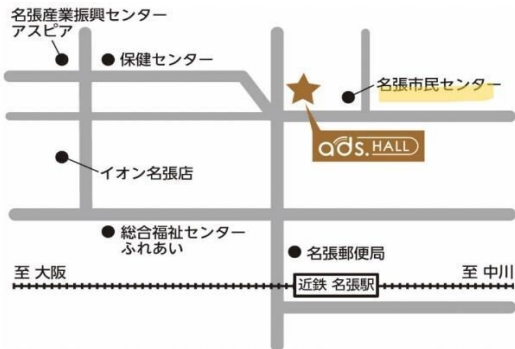 名張産業振興センター
アスピア
保健センター
名張市民センター
ads.HALL
イオン名張店
総合福祉センター
ふれあい
名張郵便局
至 大阪
近鉄 名張駅
至 中川